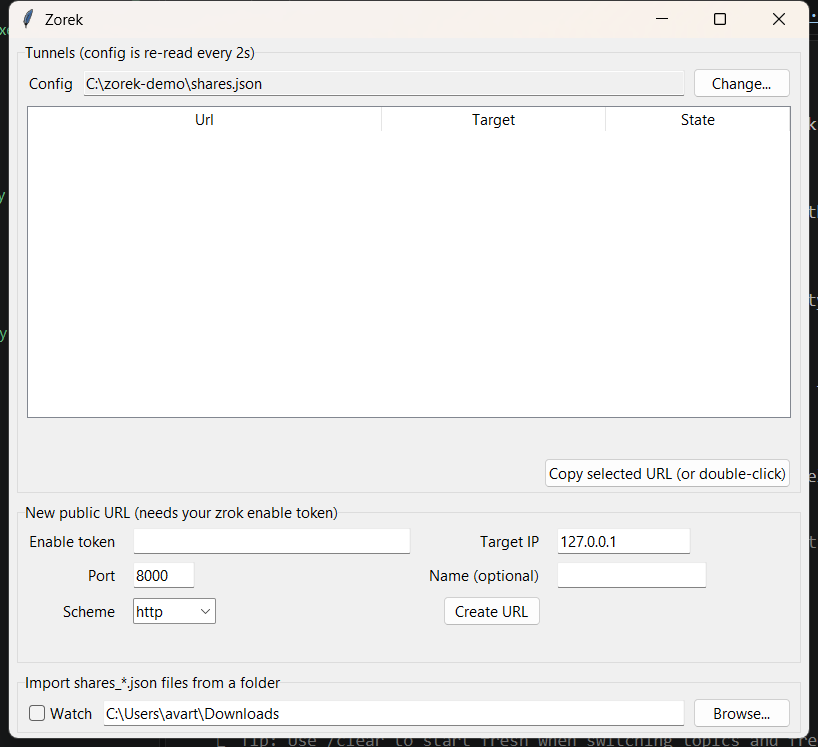 Zorek
Tunnels (config is re-read every 2s)
Config C:\zorek-demo\shares.json Change...
Url Target State
Copy selected URL (or double-click)
New public URL (needs your zrok enable token)
Enable token Target IP 127.0.0.1
Port 8000 Name (optional)
Scheme http Create URL
Import shares_*.json files from a folder
Watch C:\Users\avart\Downloads Browse...
Tip: Use /clear to start fresh when switching topics and fre